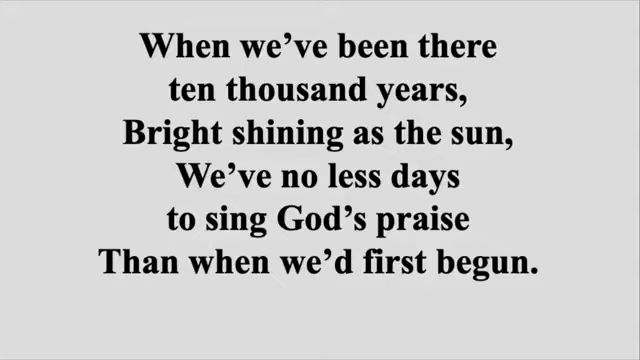 When we’ve been there
ten thousand years,
Bright shining as the sun,
We’ve no less days
to sing God’s praise
Than when we’d first begun.